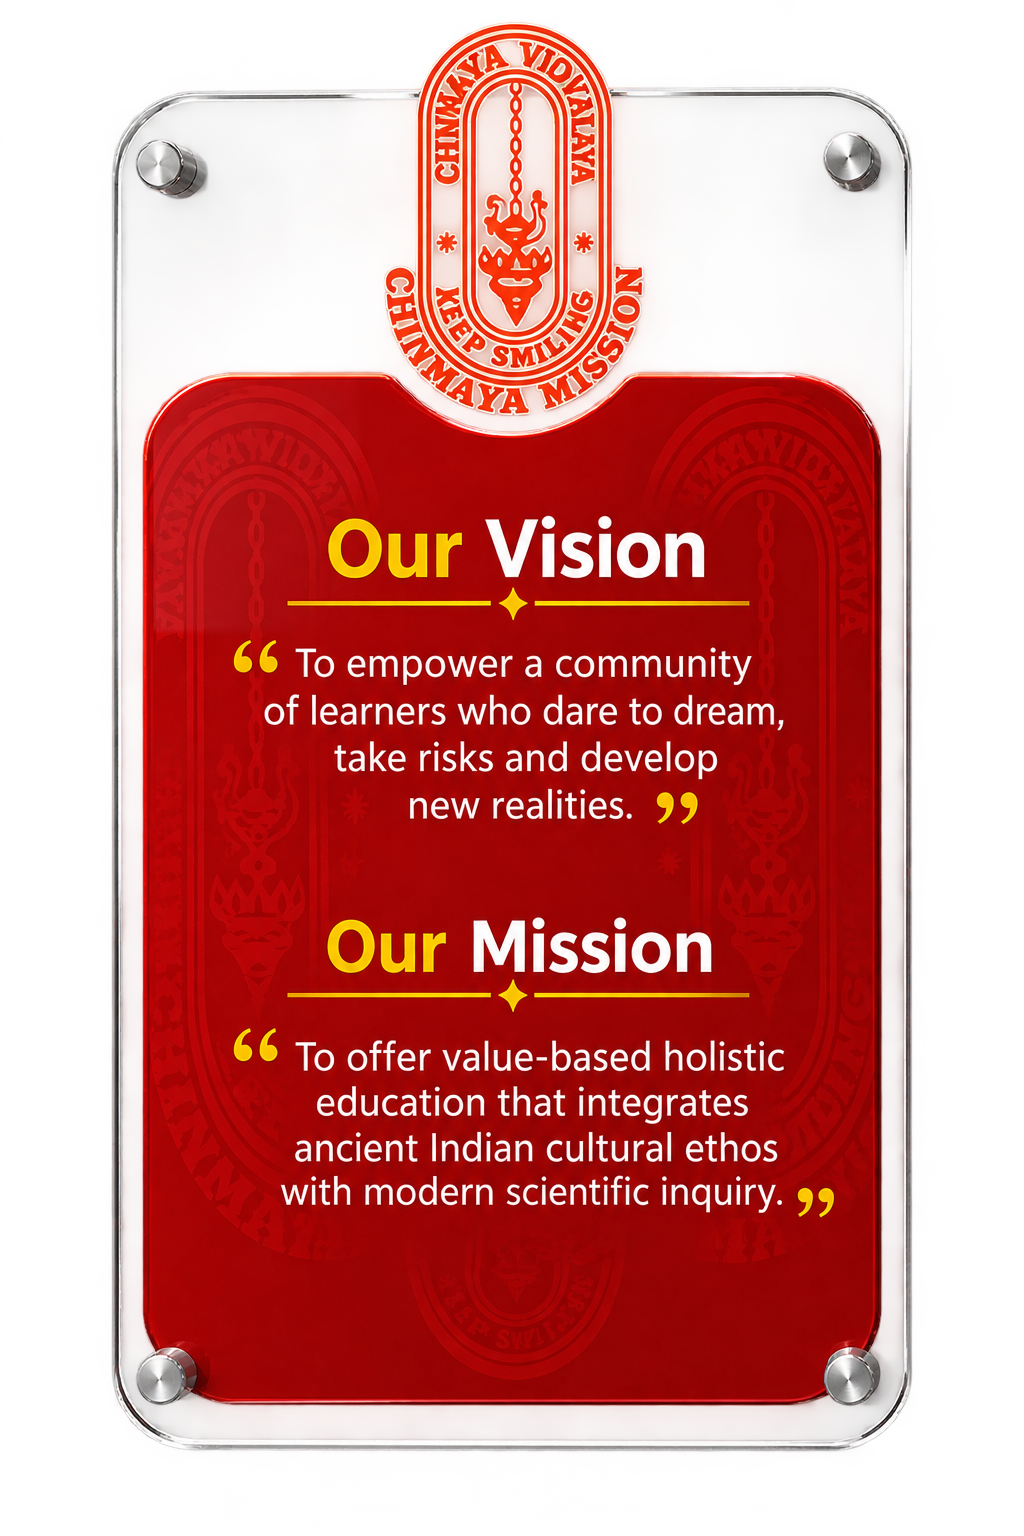 CHNMAYA VIDYALAYA
KEEP SMILING
CHINMAYA MISSION
Our Vision
“ To empower a community
of learners who dare to dream,
take risks and develop
new realities. ”
Our Mission
“ To offer value-based holistic
education that integrates
ancient Indian cultural ethos
with modern scientific inquiry. ”